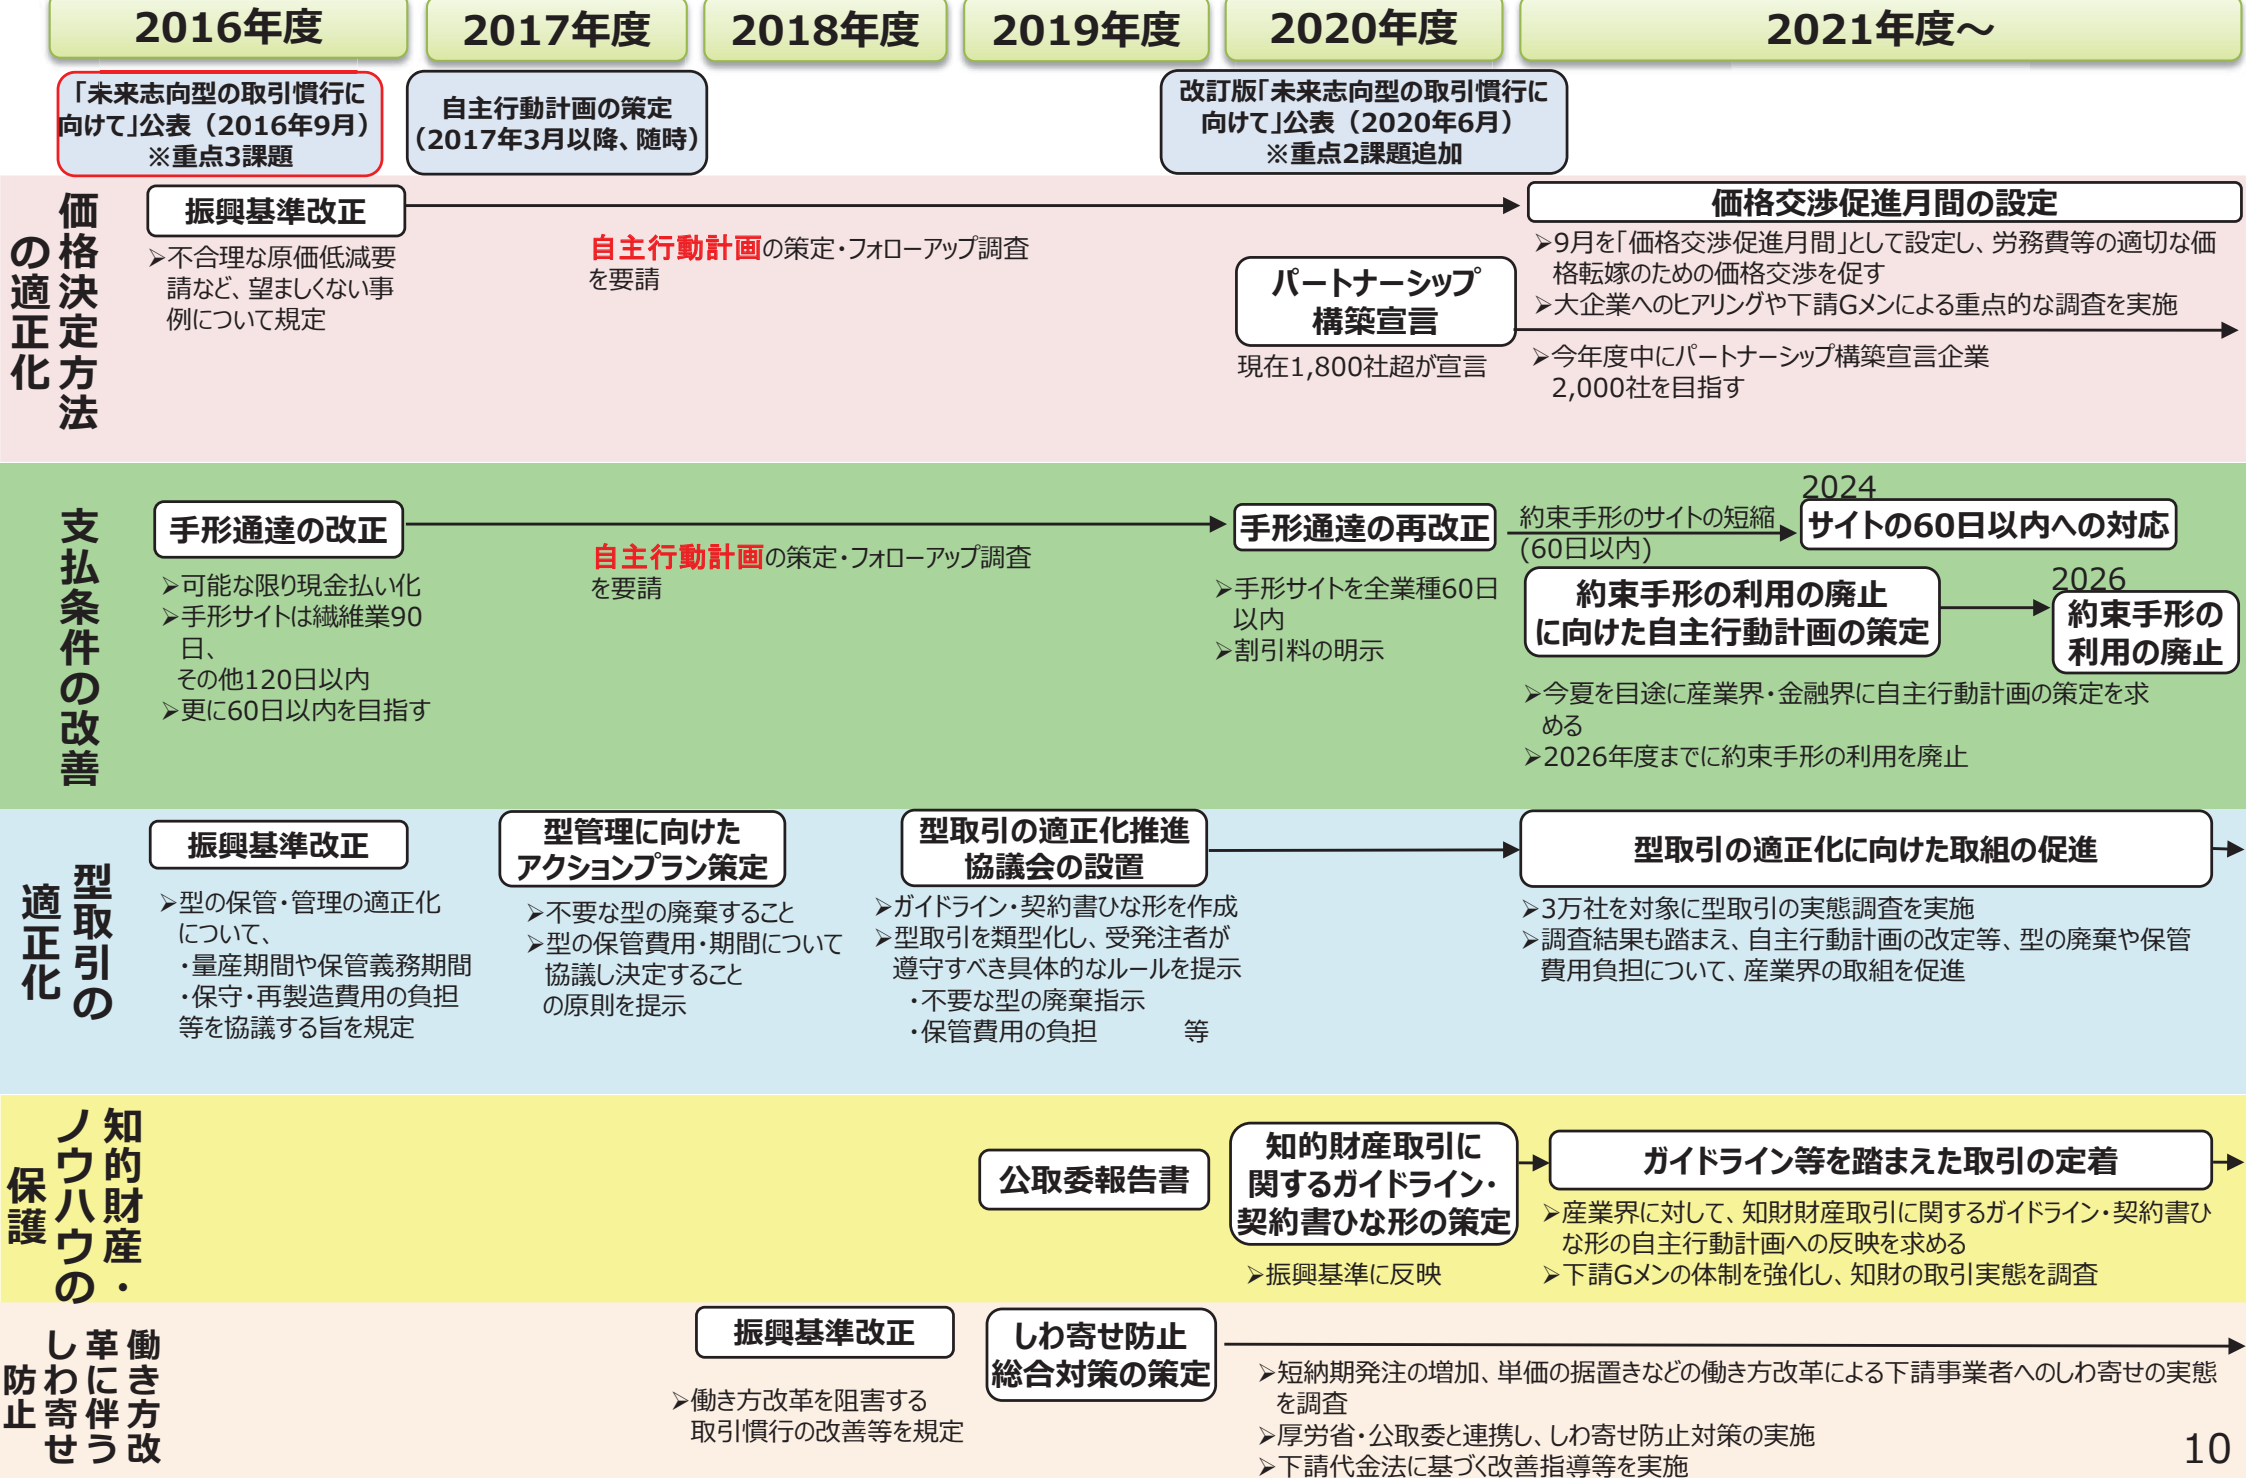 2016年度
2017年度
2018年度
2019年度
2020年度
2021年度～
「未来志向型の取引慣行に
向けて」公表（2016年9月）
※重点3課題
自主行動計画の策定
（2017年3月以降、随時）
改訂版「未来志向型の取引慣行に
向けて」公表（2020年6月）
※重点2課題追加
価格決定方法
の適正化
振興基準改正
➢不合理な原価低減要
請など、望ましくない事
例について規定
自主行動計画の策定・フォローアップ調査
を要請
パートナーシップ
構築宣言
現在1,800社超が宣言
価格交渉促進月間の設定
➢9月を「価格交渉促進月間」として設定し、労務費等の適切な価
格転嫁のための価格交渉を促す
➢大企業へのヒアリングや下請Gメンによる重点的な調査を実施
➢今年度中にパートナーシップ構築宣言企業
2,000社を目指す
支払条件の改善
手形通達の改正
➢可能な限り現金払い化
➢手形サイトは繊維業90
日、
その他120日以内
➢更に60日以内を目指す
自主行動計画の策定・フォローアップ調査
を要請
手形通達の再改正
➢手形サイトを全業種60日
以内
➢割引料の明示
約束手形のサイトの短縮
(60日以内)
2024
サイトの60日以内への対応
約束手形の利用の廃止
に向けた自主行動計画の策定
2026
約束手形の
利用の廃止
➢今夏を目途に産業界・金融界に自主行動計画の策定を求
める
➢2026年度までに約束手形の利用を廃止
型取引の
適正化
振興基準改正
➢型の保管・管理の適正化
について、
・量産期間や保管義務期間
・保守・再製造費用の負担
等を協議する旨を規定
型管理に向けた
アクションプラン策定
➢不要な型の廃棄すること
➢型の保管費用・期間について
協議し決定すること
の原則を提示
型取引の適正化推進
協議会の設置
➢ガイドライン・契約書ひな形を作成
➢型取引を類型化し、受発注者が
遵守すべき具体的なルールを提示
・不要な型の廃棄指示
・保管費用の負担　　　等
型取引の適正化に向けた取組の促進
➢3万社を対象に型取引の実態調査を実施
➢調査結果も踏まえ、自主行動計画の改定等、型の廃棄や保管
費用負担について、産業界の取組を促進
知的財産・
ノウハウの
保護
公取委報告書
知的財産取引に
関するガイドライン・
契約書ひな形の策定
➢振興基準に反映
ガイドライン等を踏まえた取引の定着
➢産業界に対して、知財財産取引に関するガイドライン・契約書ひ
な形の自主行動計画への反映を求める
➢下請Gメンの体制を強化し、知財の取引実態を調査
働き方改
革に伴う
しわ寄せ
防止
振興基準改正
➢働き方改革を阻害する
取引慣行の改善等を規定
しわ寄せ防止
総合対策の策定
➢短納期発注の増加、単価の据置きなどの働き方改革による下請事業者へのしわ寄せの実態
を調査
➢厚労省・公取委と連携し、しわ寄せ防止対策の実施
➢下請代金法に基づく改善指導等を実施
10